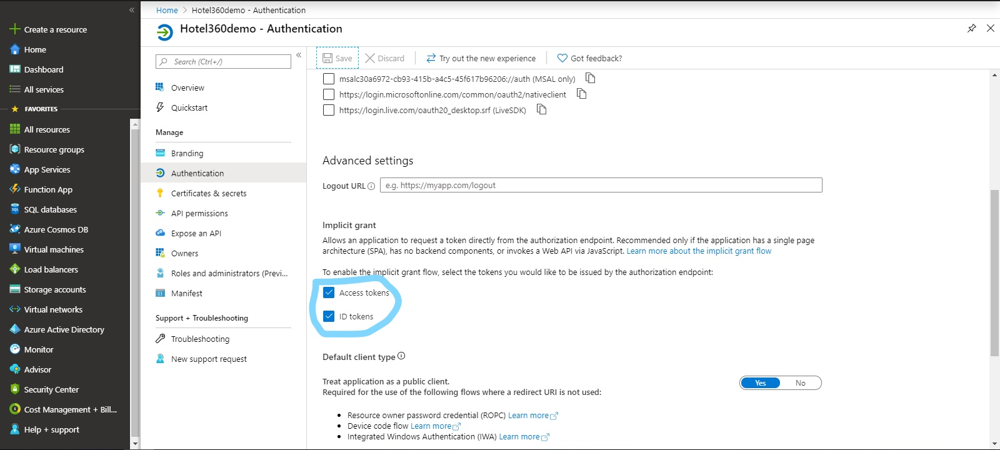 Home > Hotel360demo - Authentication
Hotel360demo - Authentication
Create a resource
Home
Dashboard
All services
FAVORITES
All resources
Resource groups
App Services
Function App
SQL databases
Azure Cosmos DB
Virtual machines
Load balancers
Storage accounts
Virtual networks
Azure Active Directory
Monitor
Advisor
Security Center
Cost Management + Bill...
Help + support
Search (Ctrl+/)
Overview
Quickstart
Manage
Branding
Authentication
Certificates & secrets
API permissions
Expose an API
Owners
Roles and administrators (Previ...
Manifest
Support + Troubleshooting
Troubleshooting
New support request
Save Discard Try out the new experience Got feedback?
msalc30a6972-cb93-415b-a4c5-45f617b96206://auth (MSAL only)
https://login.microsoftonline.com/common/oauth2/nativeclient
https://login.live.com/oauth20_desktop.srf (LiveSDK)
Advanced settings
Logout URL e.g. https://myapp.com/logout
Implicit grant
Allows an application to request a token directly from the authorization endpoint. Recommended only if the application has a single page
architecture (SPA), has no backend components, or invokes a Web API via JavaScript. Learn more about the implicit grant flow
To enable the implicit grant flow, select the tokens you would like to be issued by the authorization endpoint:
Access tokens
ID tokens
Default client type
Treat application as a public client.
Yes No
Required for the use of the following flows where a redirect URI is not used:
• Resource owner password credential (ROPC) Learn more
• Device code flow Learn more
• Integrated Windows Authentication (IWA) Learn more